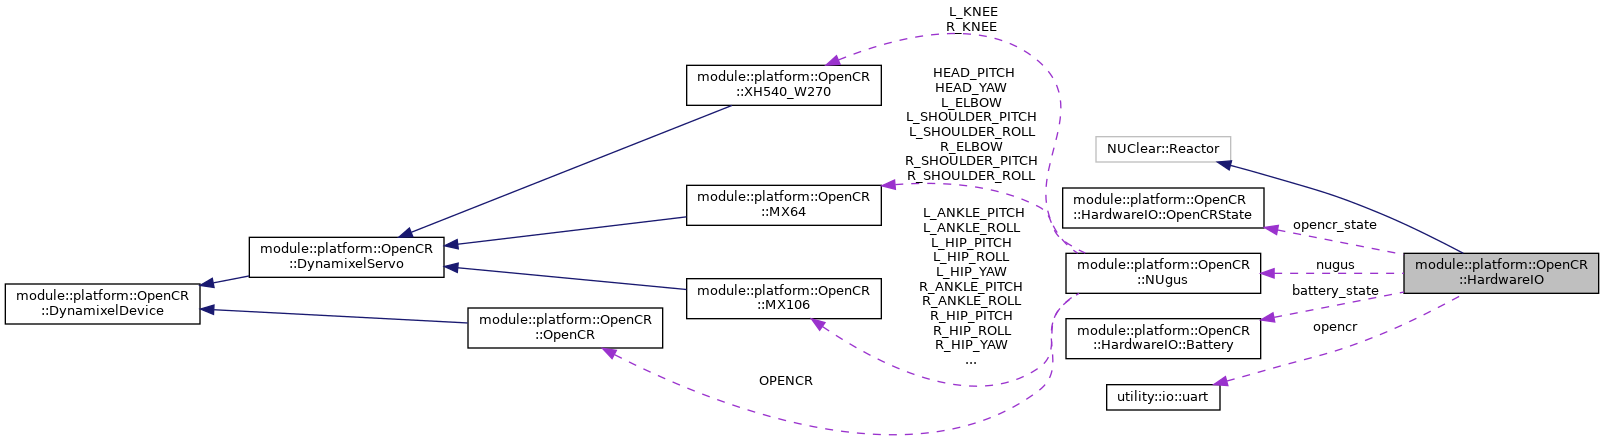 L_KNEE
R_KNEE
module::platform::OpenCR
::XH540_W270
HEAD_PITCH
HEAD_YAW
L_ELBOW
L_SHOULDER_PITCH
L_SHOULDER_ROLL
R_ELBOW
R_SHOULDER_PITCH
R_SHOULDER_ROLL
NUClear::Reactor
module::platform::OpenCR
::MX64
module::platform::OpenCR
::HardwareIO::OpenCRState
opencr_state
L_ANKLE_PITCH
L_ANKLE_ROLL
L_HIP_PITCH
L_HIP_ROLL
L_HIP_YAW
R_ANKLE_PITCH
R_ANKLE_ROLL
R_HIP_PITCH
R_HIP_ROLL
R_HIP_YAW
...
module::platform::OpenCR
::DynamixelServo
module::platform::OpenCR
::NUgus
nugus
module::platform::OpenCR
::HardwareIO
module::platform::OpenCR
::DynamixelDevice
module::platform::OpenCR
::MX106
battery_state
module::platform::OpenCR
::OpenCR
module::platform::OpenCR
::HardwareIO::Battery
opencr
OPENCR
utility::io::uart